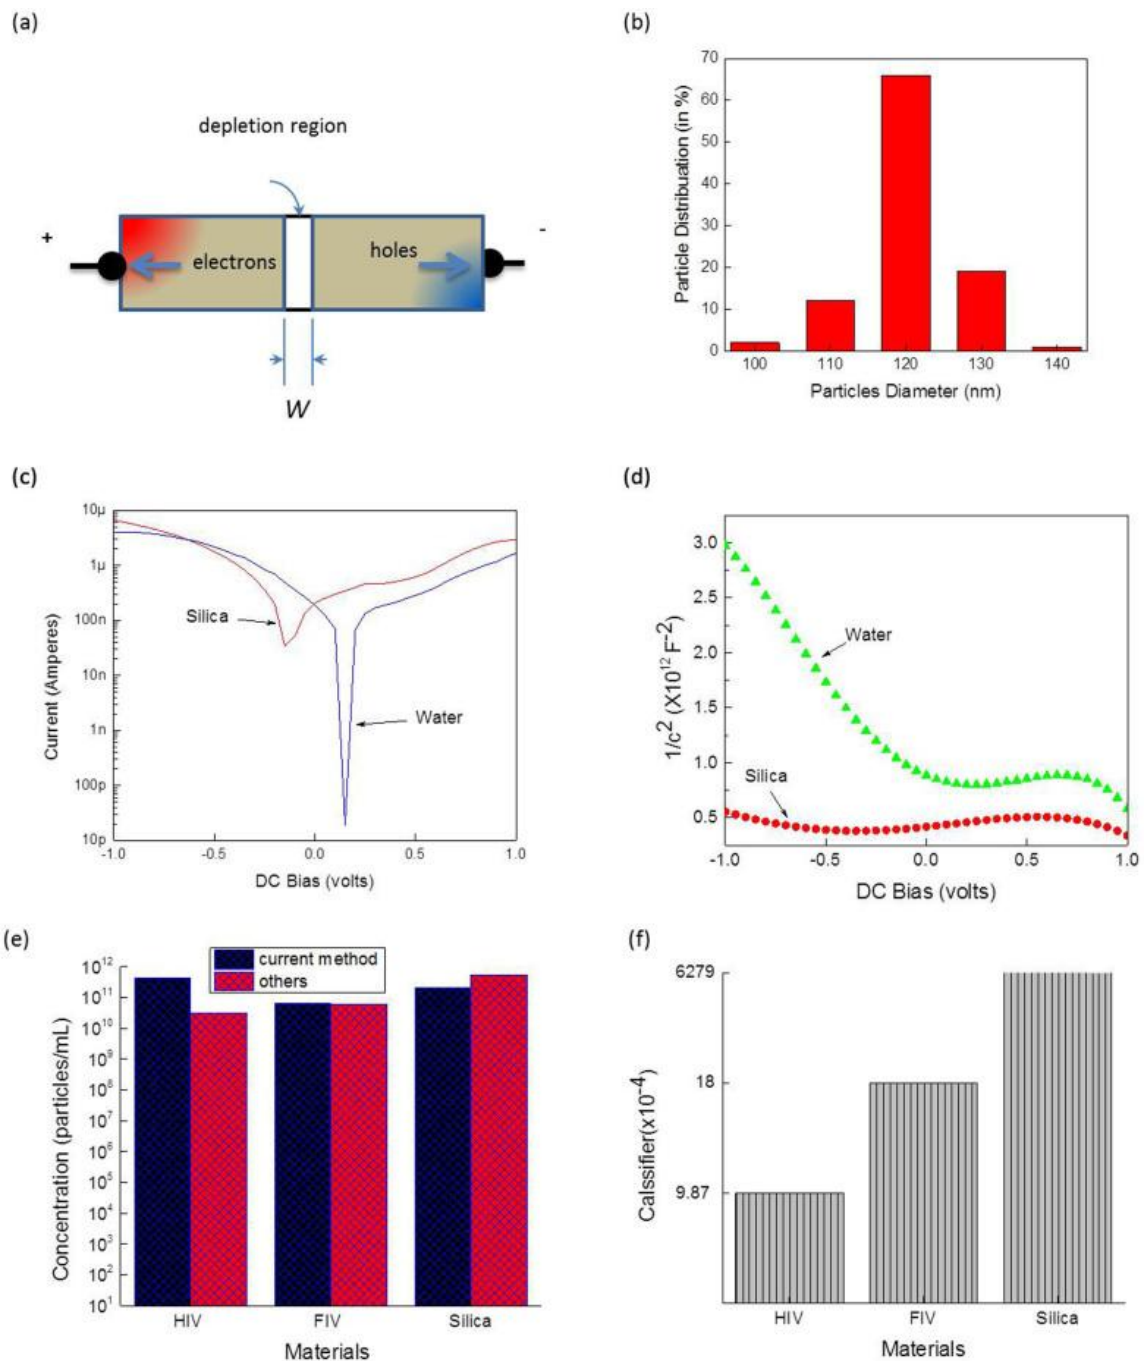 (a)
depletion region
+
-
electrons
holes
W
(b)
Particle Distribuation (in %)
70
60
50
40
30
20
10
0
100 110 120 130 140
Particles Diameter (nm)
(c)
Current (Amperes)
10µ
1µ
100n
10n
1n
100p
10p
Silica
Water
-1.0 -0.5 0.0 0.5 1.0
DC Bias (volts)
(d)
1/c² (X10¹² F⁻²)
3.0
2.5
2.0
1.5
1.0
0.5
Water
Silica
-1.0 -0.5 0.0 0.5 1.0
DC Bias (volts)
(e)
current method
others
Concentration (particles/mL)
10¹²
10¹¹
10¹⁰
10⁹
10⁸
10⁷
10⁶
10⁵
10⁴
10³
10²
10¹
HIV FIV Silica
Materials
(f)
Calssifier(x10⁻⁴)
6279
18
9.87
HIV FIV Silica
Materials